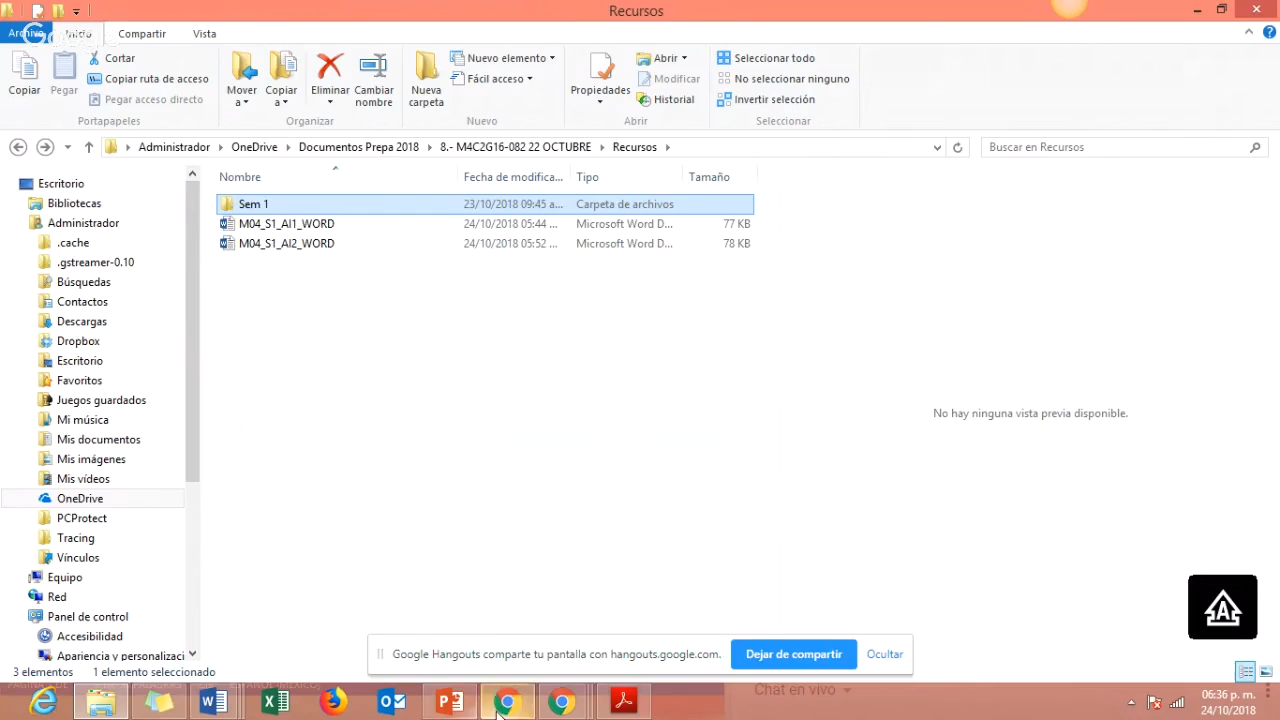 Recursos
Archivo Inicio Compartir Vista
Google
Copiar
Pegar
Cortar
Copiar ruta de acceso
Pegar acceso directo
Portapapeles
Mover a
Copiar a
Eliminar
Cambiar nombre
Organizar
Nueva carpeta
Nuevo elemento
Fácil acceso
Nuevo
Propiedades
Abrir
Modificar
Historial
Abrir
Seleccionar todo
No seleccionar ninguno
Invertir selección
Seleccionar
Administrador OneDrive Documentos Prepa 2018 8.- M4C2G16-082 22 OCTUBRE Recursos
Buscar en Recursos
Nombre Fecha de modifica... Tipo Tamaño
Sem 1 23/10/2018 09:45 a... Carpeta de archivos
M04_S1_AI1_WORD 24/10/2018 05:44 ... Microsoft Word D... 77 KB
M04_S1_AI2_WORD 24/10/2018 05:52 ... Microsoft Word D... 78 KB
Escritorio
Bibliotecas
Administrador
.cache
.gstreamer-0.10
Búsquedas
Contactos
Descargas
Dropbox
Escritorio
Favoritos
Juegos guardados
Mi música
Mis documentos
Mis imágenes
Mis vídeos
OneDrive
PCProtect
Tracing
Vínculos
Equipo
Red
Panel de control
Accesibilidad
Apariencia y personalizaci
No hay ninguna vista previa disponible.
Google Hangouts comparte tu pantalla con hangouts.google.com.
Dejar de compartir
Ocultar
3 elementos 1 elemento seleccionado
Chat en vivo
06:36 p. m.
24/10/2018